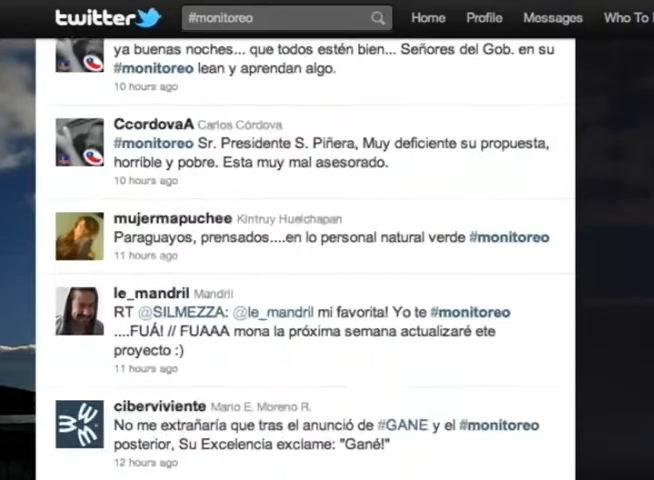 twitter #monitoreo Home Profile Messages Who To
ya buenas noches... que todos estén bien... Señores del Gob. en su
#monitoreo lean y aprendan algo.
10 hours ago
CcordovaA Carlos Córdova
#monitoreo Sr. Presidente S. Piñera, Muy deficiente su propuesta,
horrible y pobre. Esta muy mal asesorado.
10 hours ago
mujermapuchee Kintruy Huelchapan
Paraguayos, prensados....en lo personal natural verde #monitoreo
11 hours ago
le_mandril Mandril
RT @SILMEZZA: @le_mandril mi favorita! Yo te #monitoreo
....FUÁ! // FUAAA mona la próxima semana actualizaré ete
proyecto :)
11 hours ago
ciberviviente Mario E. Moreno R.
No me extrañaría que tras el anunció de #GANE y el #monitoreo
posterior, Su Excelencia exclame: "Gané!"
12 hours ago